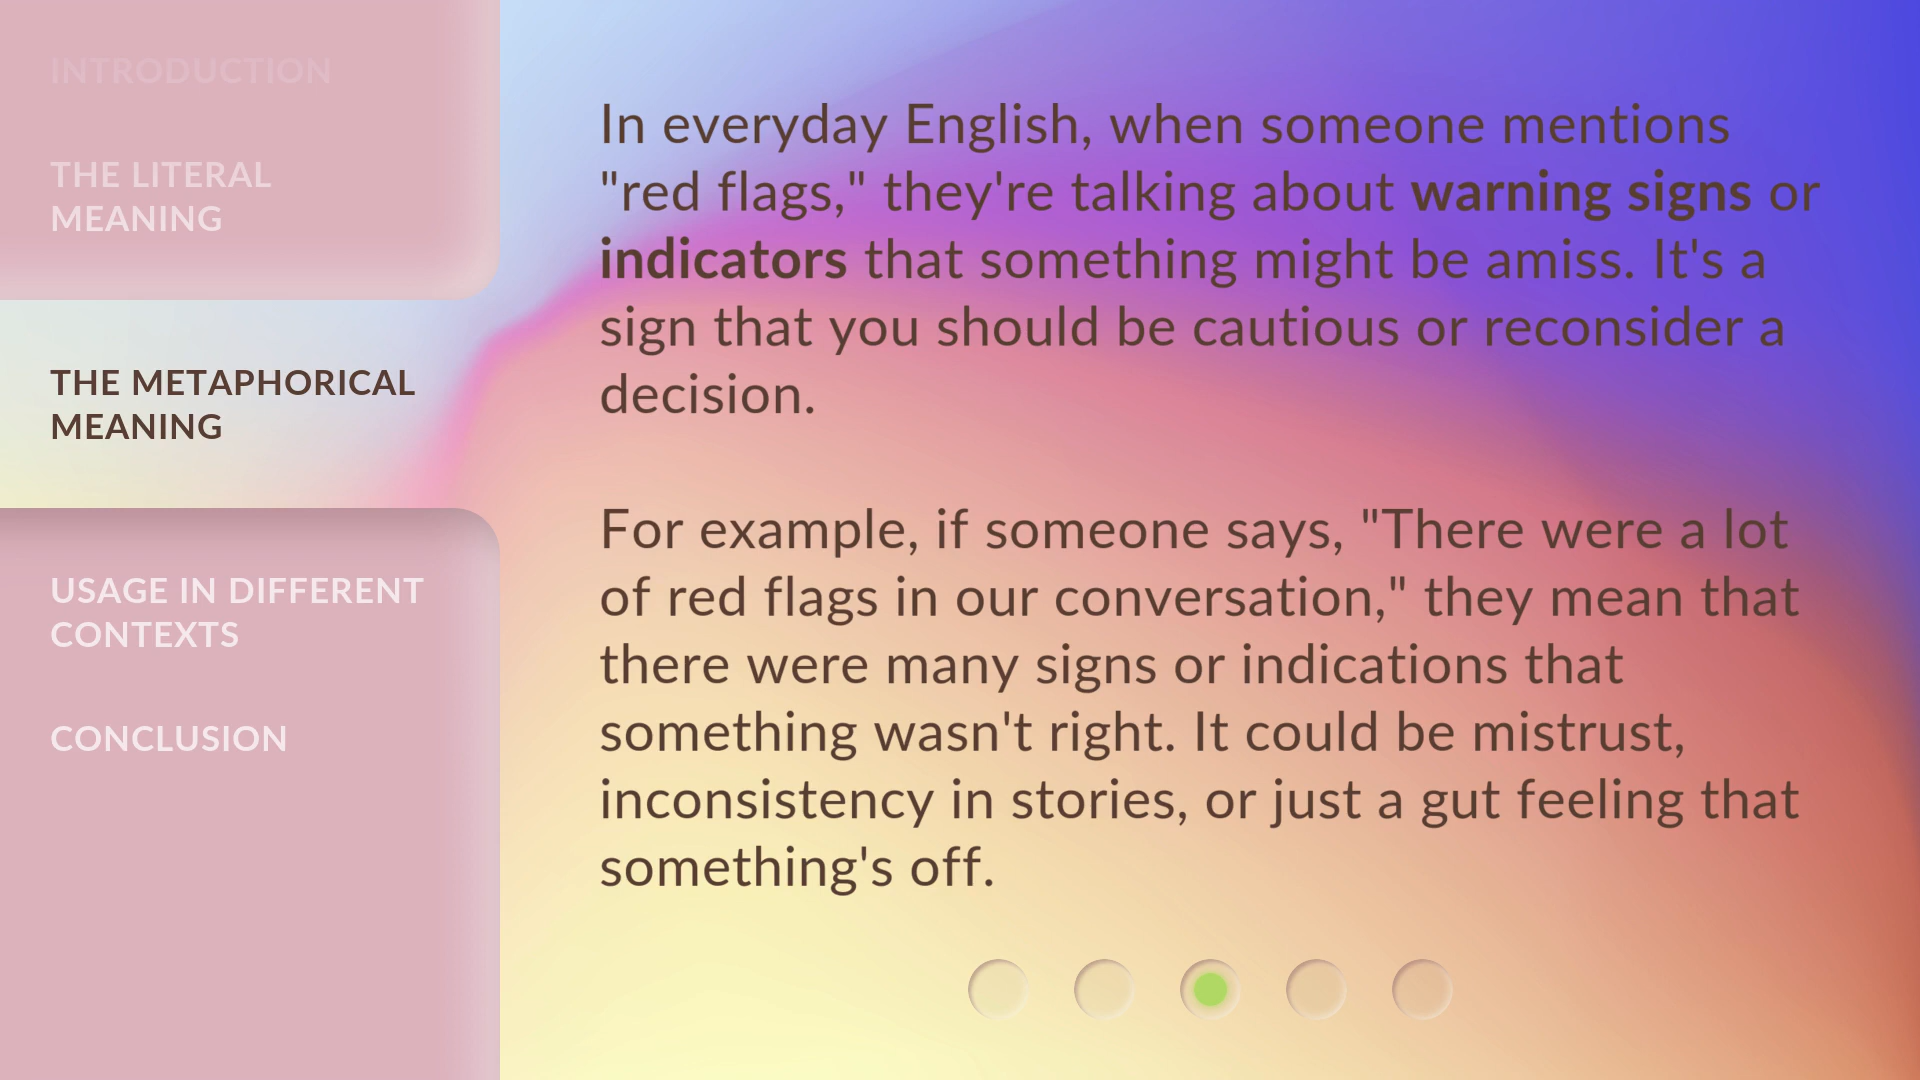 INTRODUCTION
THE LITERAL
MEANING
THE METAPHORICAL
MEANING
USAGE IN DIFFERENT
CONTEXTS
CONCLUSION
In everyday English, when someone mentions
"red flags," they're talking about warning signs or
indicators that something might be amiss. It's a
sign that you should be cautious or reconsider a
decision.
For example, if someone says, "There were a lot
of red flags in our conversation," they mean that
there were many signs or indications that
something wasn't right. It could be mistrust,
inconsistency in stories, or just a gut feeling that
something's off.